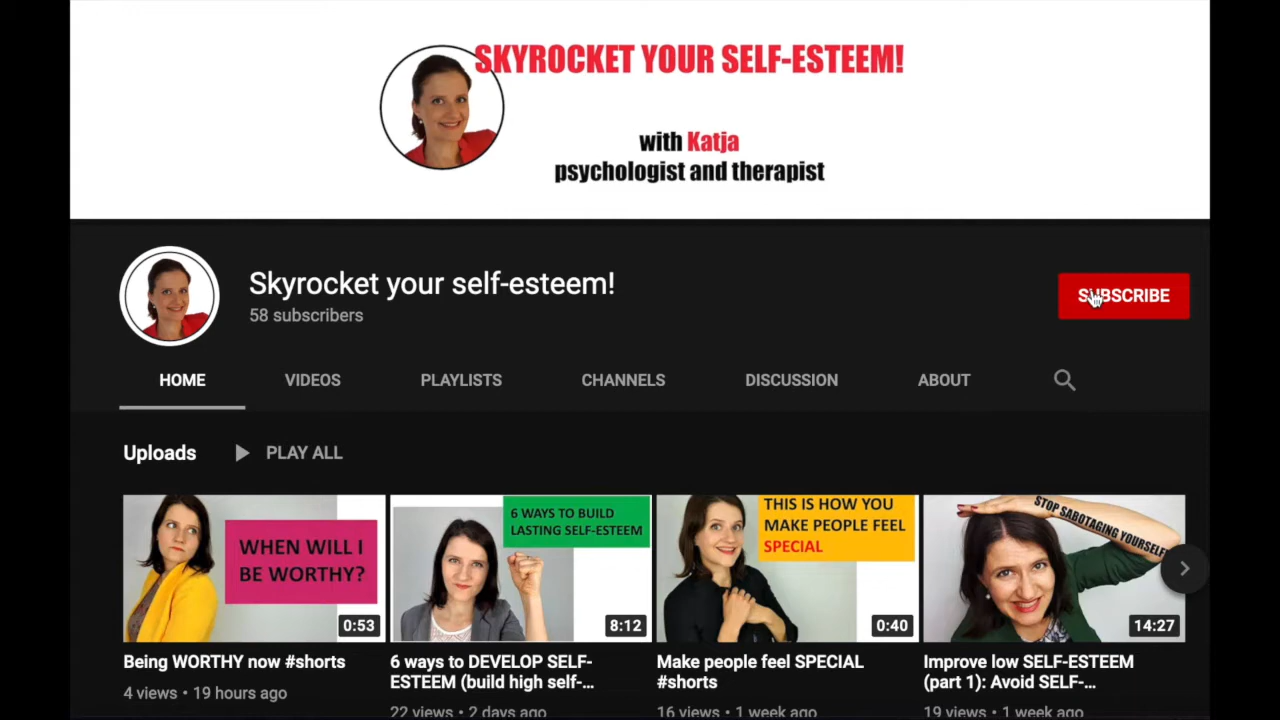 SKYROCKET YOUR SELF-ESTEEM!
with Katja
psychologist and therapist
Skyrocket your self-esteem!
58 subscribers
SUBSCRIBE
HOME VIDEOS PLAYLISTS CHANNELS DISCUSSION ABOUT
Uploads PLAY ALL
WHEN WILL I
BE WORTHY?
0:53
6 WAYS TO BUILD
LASTING SELF-ESTEEM
8:12
THIS IS HOW YOU
MAKE PEOPLE FEEL
SPECIAL
0:40
STOP SABOTAGING YOURSELF
14:27
Being WORTHY now #shorts
4 views • 19 hours ago
6 ways to DEVELOP SELF-
ESTEEM (build high self-...
22 views • 2 days ago
Make people feel SPECIAL
#shorts
16 views • 1 week ago
Improve low SELF-ESTEEM
(part 1): Avoid SELF-...
19 views • 1 week ago